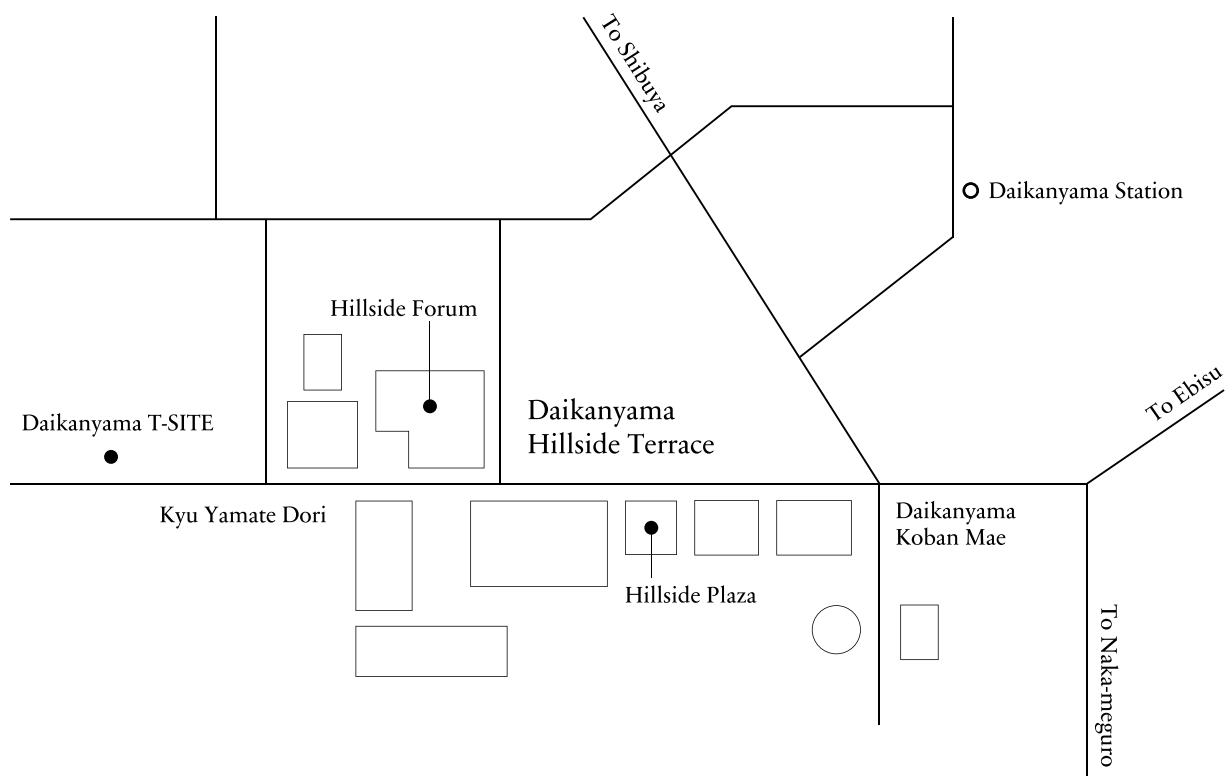 To Shibuya
Daikanyama Station
Hillside Forum
To Ebisu
Daikanyama T-SITE
Daikanyama
Hillside Terrace
Kyu Yamate Dori
Daikanyama
Koban Mae
Hillside Plaza
To Naka-meguro